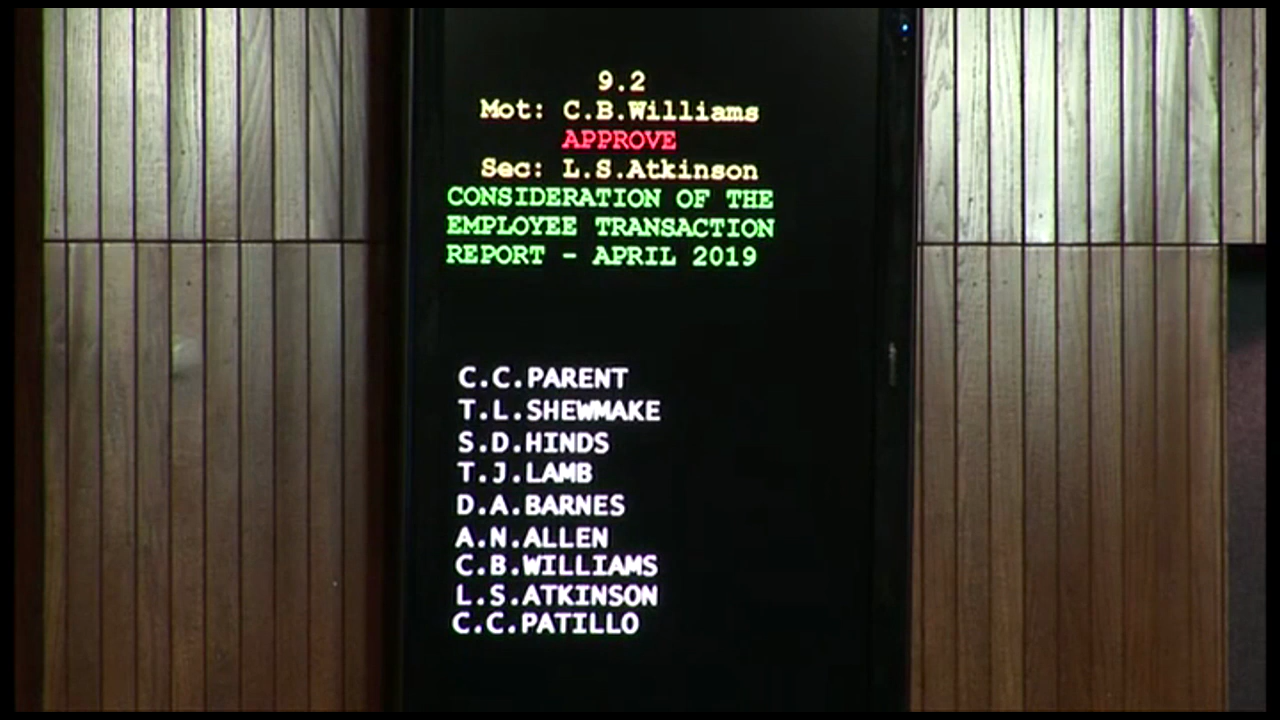 9.2
Mot: C.B.Williams
APPROVE
Sec: L.S.Atkinson
CONSIDERATION OF THE
EMPLOYEE TRANSACTION
REPORT - APRIL 2019
C.C.PARENT
T.L.SHEWMAKE
S.D.HINDS
T.J.LAMB
D.A.BARNES
A.N.ALLEN
C.B.WILLIAMS
L.S.ATKINSON
C.C.PATILLO